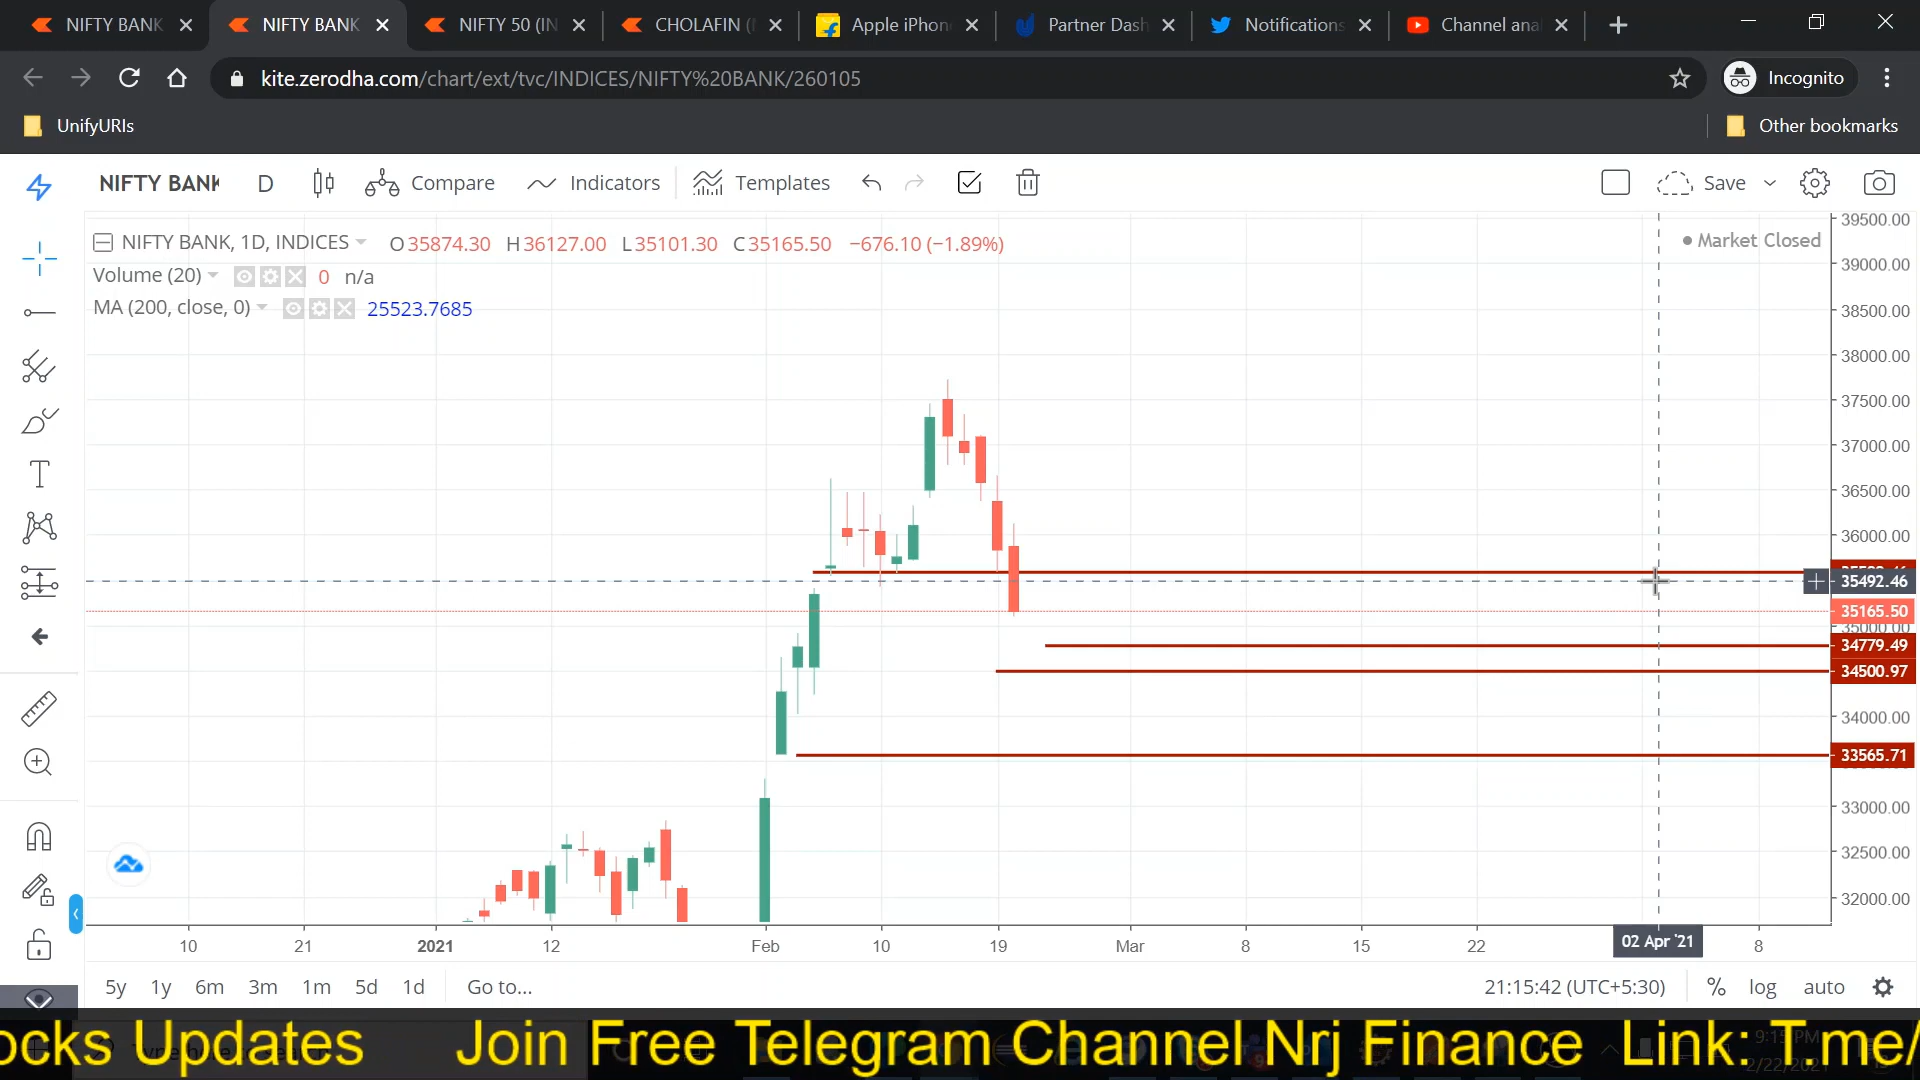 NIFTY BANK
NIFTY BANK
NIFTY 50 (IN
CHOLAFIN (
Apple iPhon
Partner Dash
Notifications
Channel ana
kite.zerodha.com/chart/ext/tvc/INDICES/NIFTY%20BANK/260105
Incognito
UnifyURIs
Other bookmarks
NIFTY BANK
D
Compare
Indicators
Templates
Save
NIFTY BANK, 1D, INDICES
O35874.30 H36127.00 L35101.30 C35165.50 −676.10 (−1.89%)
Market Closed
Volume (20)
0 n/a
MA (200, close, 0)
25523.7685
39500.00
39000.00
38500.00
38000.00
37500.00
37000.00
36500.00
36000.00
35492.46
35165.50
35000.00
34779.49
34500.97
34000.00
33565.71
33000.00
32500.00
32000.00
10 21 2021 12 Feb 10 19 Mar 8 15 22 02 Apr '21 8
5y 1y 6m 3m 1m 5d 1d Go to...
21:15:42 (UTC+5:30) % log auto
ocks Updates Join Free Telegram Channel Nrj Finance Link: T.me/